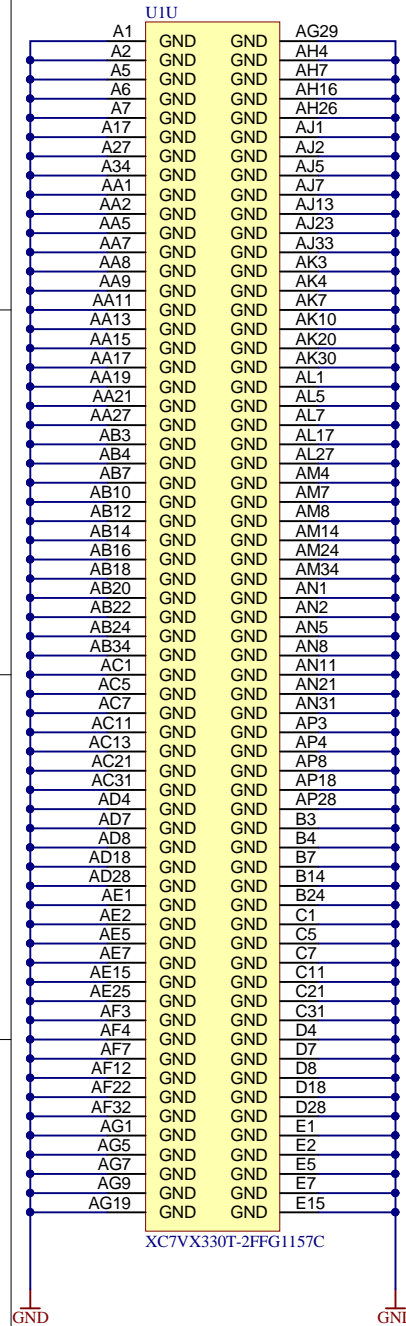 U1U
A1 GND GND AG29
A2 GND GND AH4
A5 GND GND AH7
A6 GND GND AH16
A7 GND GND AH26
A17 GND GND AJ1
A27 GND GND AJ2
A34 GND GND AJ5
AA1 GND GND AJ7
AA2 GND GND AJ13
AA5 GND GND AJ23
AA7 GND GND AJ33
AA8 GND GND AK3
AA9 GND GND AK4
AA11 GND GND AK7
AA13 GND GND AK10
AA15 GND GND AK20
AA17 GND GND AK30
AA19 GND GND AL1
AA21 GND GND AL5
AA27 GND GND AL7
AB3 GND GND AL17
AB4 GND GND AL27
AB7 GND GND AM4
AB10 GND GND AM7
AB12 GND GND AM8
AB14 GND GND AM14
AB16 GND GND AM24
AB18 GND GND AM34
AB20 GND GND AN1
AB22 GND GND AN2
AB24 GND GND AN5
AB34 GND GND AN8
AC1 GND GND AN11
AC5 GND GND AN21
AC7 GND GND AN31
AC11 GND GND AP3
AC13 GND GND AP4
AC21 GND GND AP8
AC31 GND GND AP18
AD4 GND GND AP28
AD7 GND GND B3
AD8 GND GND B4
AD18 GND GND B7
AD28 GND GND B14
AE1 GND GND B24
AE2 GND GND C1
AE5 GND GND C5
AE7 GND GND C7
AE15 GND GND C11
AE25 GND GND C21
AF3 GND GND C31
AF4 GND GND D4
AF7 GND GND D7
AF12 GND GND D8
AF22 GND GND D18
AF32 GND GND D28
AG1 GND GND E1
AG5 GND GND E2
AG7 GND GND E5
AG9 GND GND E7
AG19 GND GND E15
XC7VX330T-2FFG1157C
GND GND